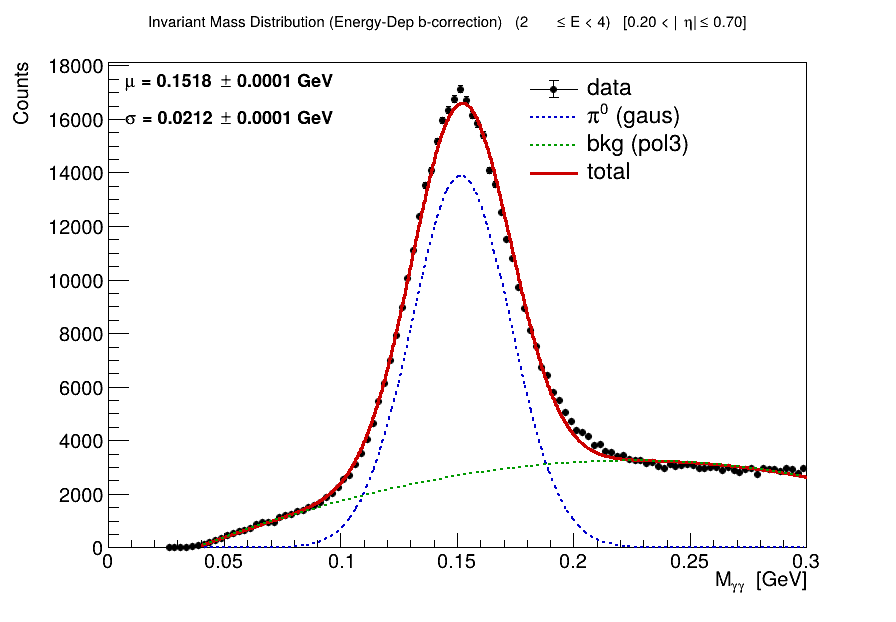 Invariant Mass Distribution (Energy-Dep b-correction) (2 ≤ E < 4) [0.20 < | η| ≤ 0.70]
μ = 0.1518 ± 0.0001 GeV
σ = 0.0212 ± 0.0001 GeV
data
π⁰ (gaus)
bkg (pol3)
total
Counts
18000
16000
14000
12000
10000
8000
6000
4000
2000
0
0 0.05 0.1 0.15 0.2 0.25 0.3
Mγγ [GeV]